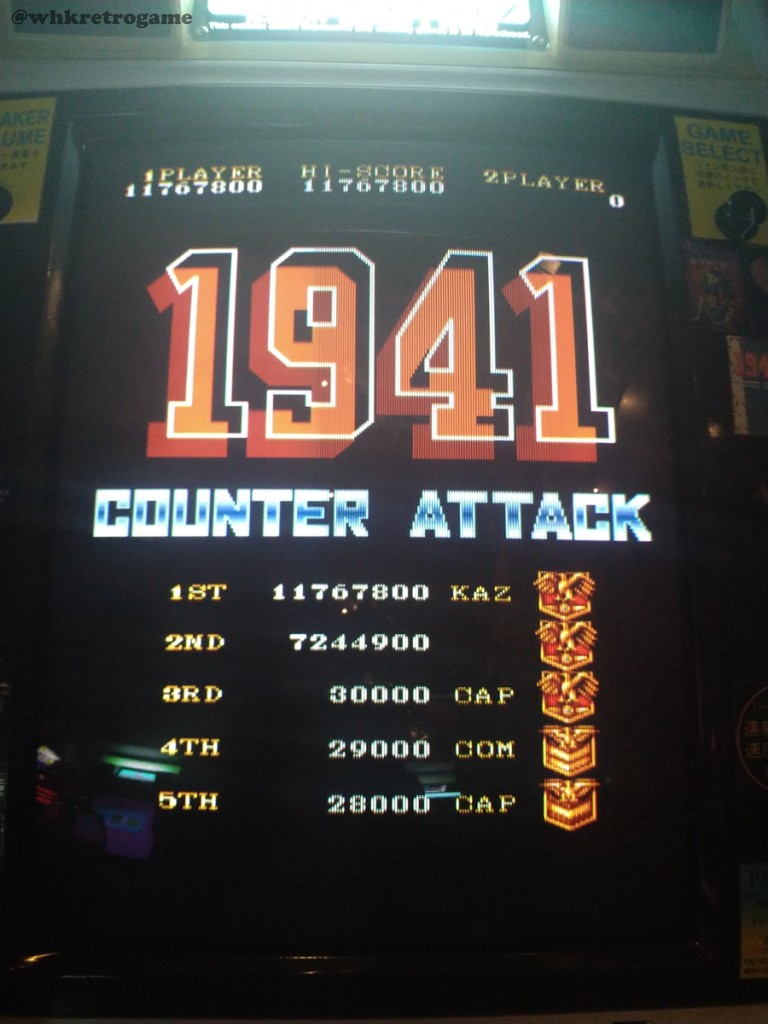 @whkretrogame
GAME
SELECT
1PLAYER HI-SCORE 2PLAYER
11767800 11767800 0
1941
COUNTER ATTACK
1ST 11767800 KAZ
2ND 7244900
3RD 30000 CAP
4TH 29000 COM
5TH 28000 CAP